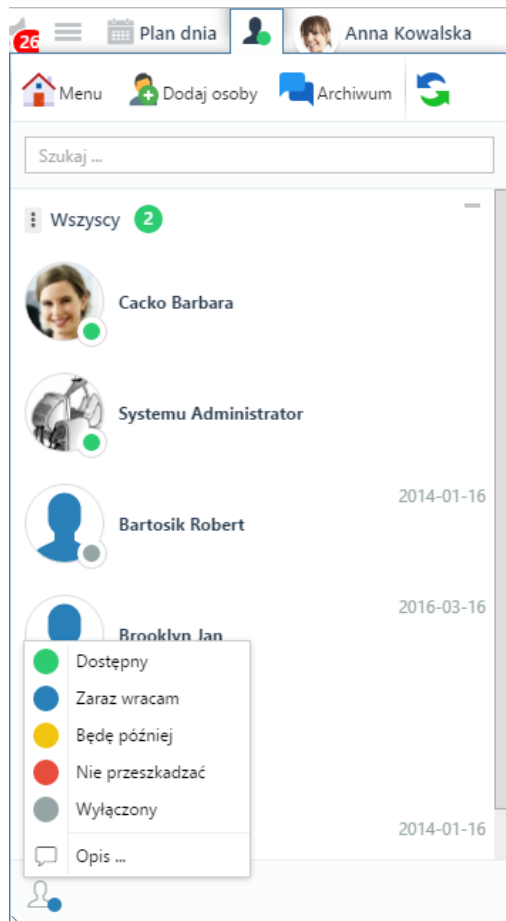 26
Plan dnia
Anna Kowalska
Menu
Dodaj osoby
Archiwum
Szukaj ...
Wszyscy 2
Cacko Barbara
Systemu Administrator
2014-01-16
Bartosik Robert
2016-03-16
Brooklyn Jan
Dostępny
Zaraz wracam
Będę później
Nie przeszkadzać
Wyłączony
2014-01-16
Opis ...